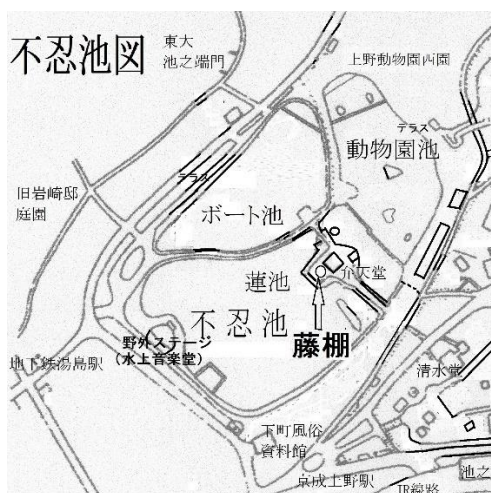 不忍池図
東大
池之端門
上野動物園西園
テラス
動物園池
テラス
旧岩崎邸
庭園
ボート池
蓮池
弁天堂
不忍池
藤棚
野外ステージ
(水上音楽堂)
地下鉄湯島駅
清水堂
下町風俗
資料館
京成上野駅
池之
JR線路